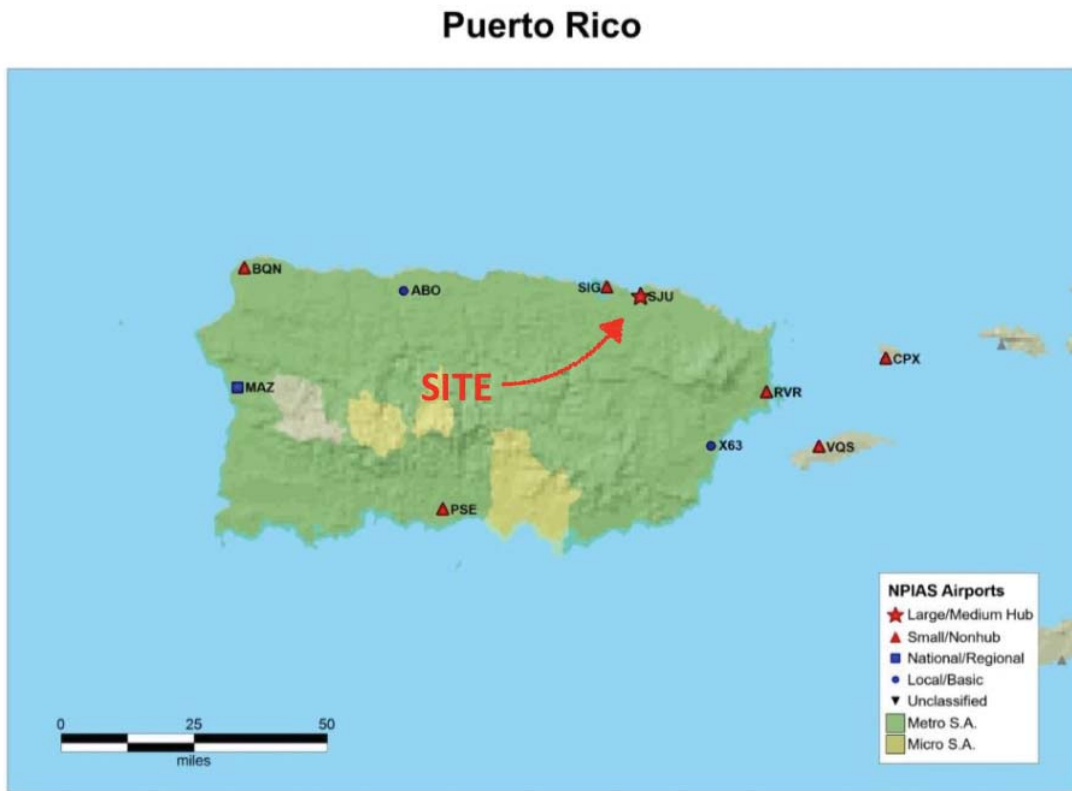 Puerto Rico
BQN
ABO
SIG
SJU
CPX
SITE
MAZ
RVR
X63
VQS
PSE
NPIAS Airports
Large/Medium Hub
Small/Nonhub
National/Regional
Local/Basic
Unclassified
Metro S.A.
Micro S.A.
0 25 50
miles